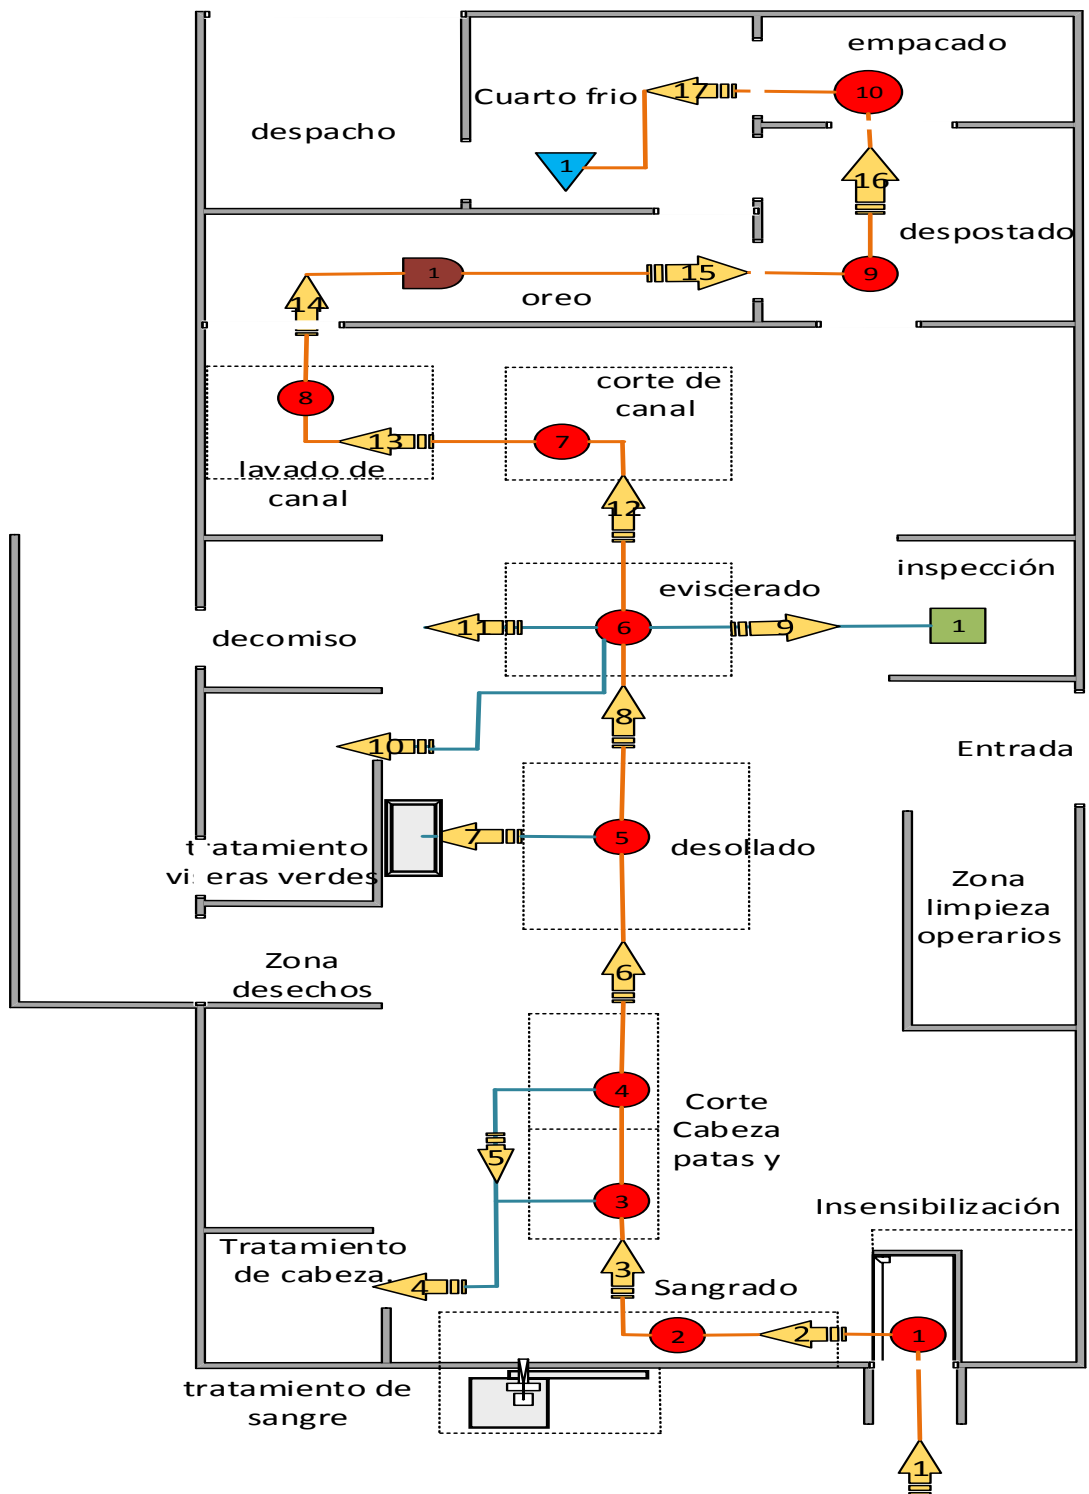 empacado
10
17
Cuarto frio
despacho
1
16
despostado
1
15
9
oreo
14
8
corte de
canal
13
7
lavado de
canal
12
inspección
eviscerado
11
6
9
1
decomiso
8
10
Entrada
7
5
desollado
tratamiento
viseras verdes
Zona
limpieza
operarios
Zona
desechos
6
4
Corte
Cabeza
patas y
5
3
Insensibilización
Tratamiento
de cabeza.
4
3
Sangrado
2
2
1
tratamiento de
sangre
1